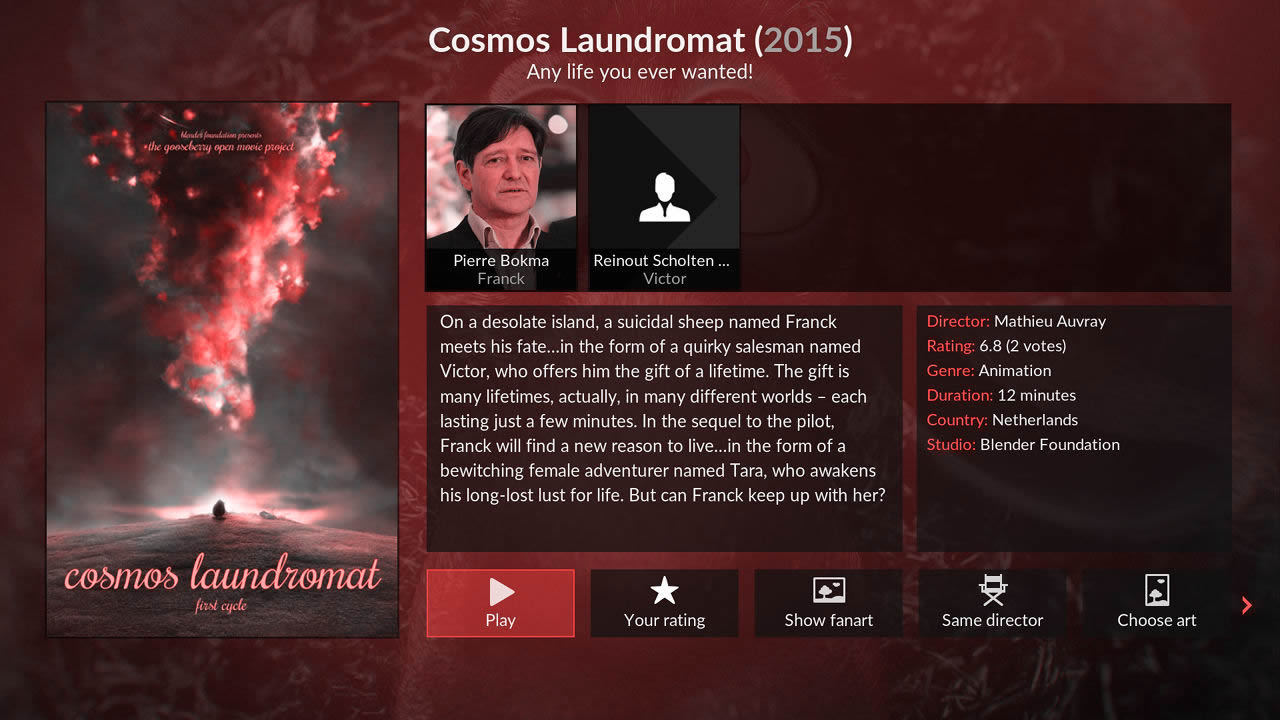 Cosmos Laundromat (2015)
Any life you ever wanted!
blender foundation presents
the gooseberry open movie project
cosmos laundromat
first cycle
Pierre Bokma
Franck
Reinout Scholten ...
Victor
On a desolate island, a suicidal sheep named Franck
meets his fate...in the form of a quirky salesman named
Victor, who offers him the gift of a lifetime. The gift is
many lifetimes, actually, in many different worlds – each
lasting just a few minutes. In the sequel to the pilot,
Franck will find a new reason to live...in the form of a
bewitching female adventurer named Tara, who awakens
his long-lost lust for life. But can Franck keep up with her?
Director: Mathieu Auvray
Rating: 6.8 (2 votes)
Genre: Animation
Duration: 12 minutes
Country: Netherlands
Studio: Blender Foundation
Play
Your rating
Show fanart
Same director
Choose art